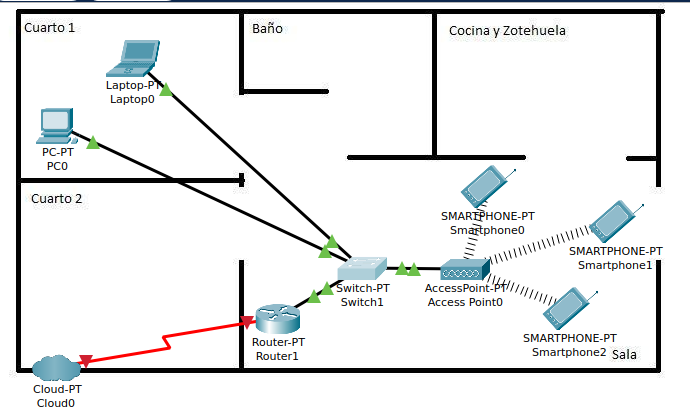 Cuarto 1
Baño
Cocina y Zotehuela
Laptop-PT
Laptop0
PC-PT
PC0
Cuarto 2
SMARTPHONE-PT
Smartphone0
SMARTPHONE-PT
Smartphone1
Switch-PT
Switch1
AccessPoint-PT
Access Point0
Router-PT
Router1
SMARTPHONE-PT
Smartphone2
Sala
Cloud-PT
Cloud0